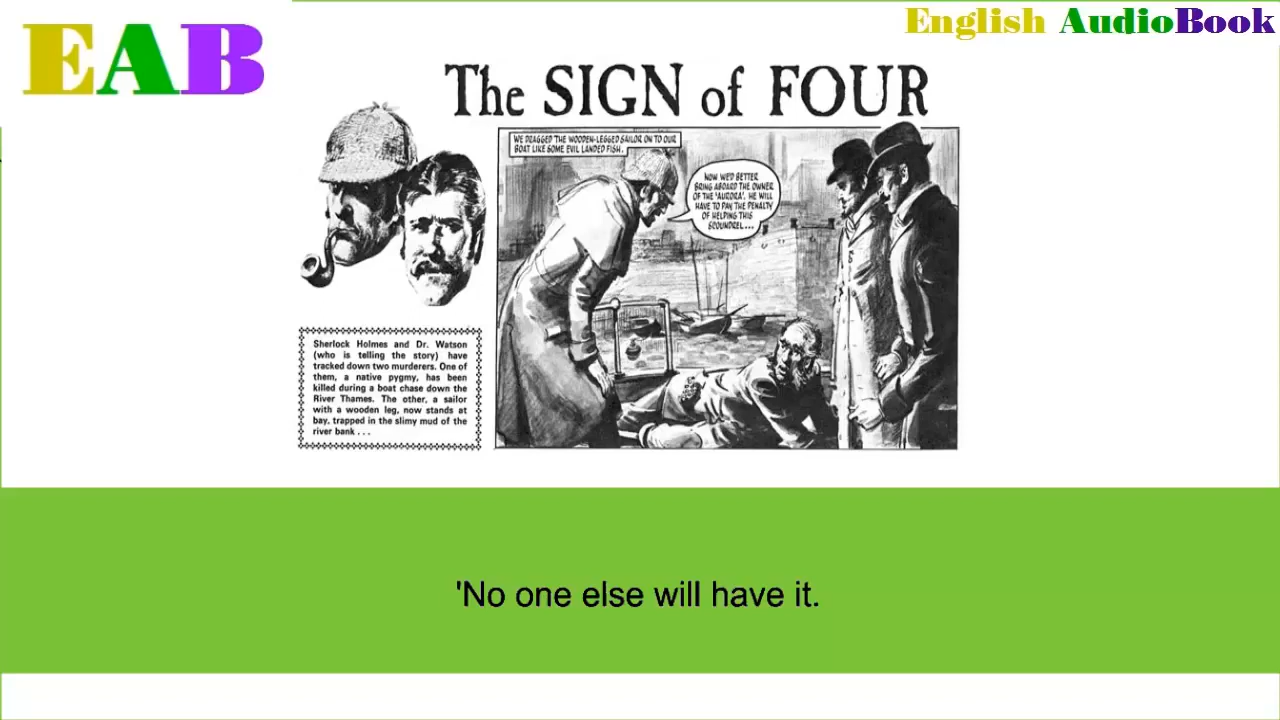 EAB
English AudioBook
The SIGN of FOUR
WE DRAGGED THE WOODEN-LEGGED SAILOR ON TO OUR
BOAT LIKE SOME EVIL LANDED FISH.
NOW WE'D BETTER
BRING ABOARD THE OWNER
OF THE 'AURORA'. HE WILL
HAVE TO PAY THE PENALTY
OF HELPING THIS
SCOUNDREL...
Sherlock Holmes and Dr. Watson
(who is telling the story) have
tracked down two murderers. One of
them, a native pygmy, has been
killed during a boat chase down the
River Thames. The other, a sailor
with a wooden leg, now stands at
bay, trapped in the slimy mud of the
river bank . . .
'No one else will have it.